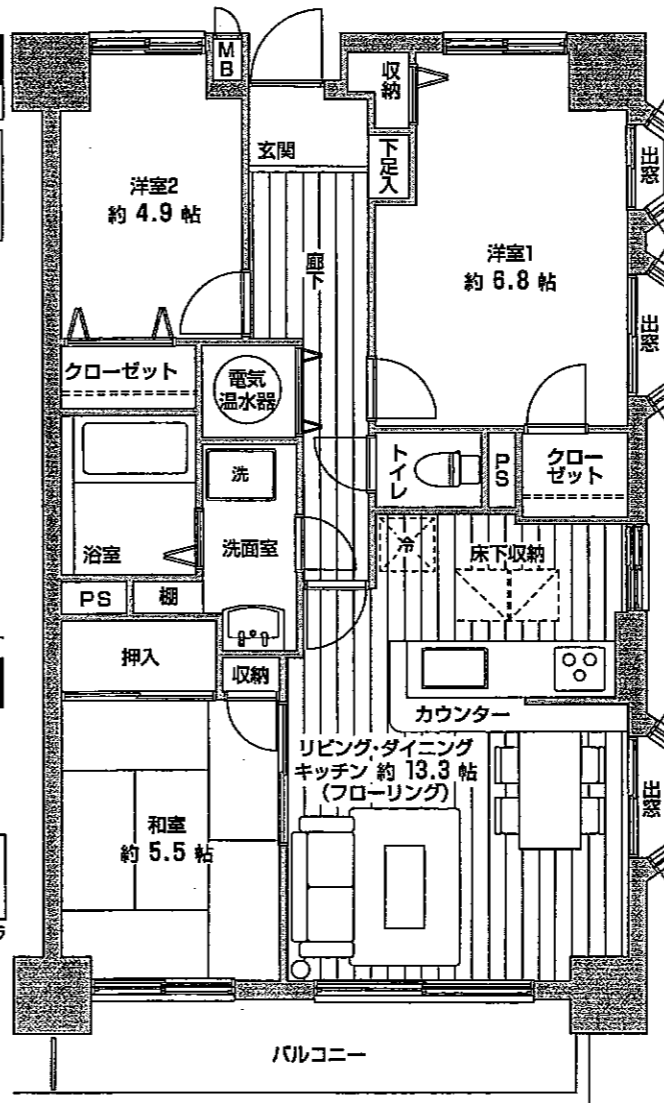 MB
収納
玄関
下足入
出窓
洋室2
約 4.9 帖
洋室1
約 6.8 帖
廊下
出窓
クローゼット
電気
温水器
トイレ
PS
クロー
ゼット
洗
冷
床下収納
浴室
洗面室
PS
棚
押入
収納
カウンター
リビング・ダイニング
キッチン 約 13.3 帖
(フローリング)
出窓
和室
約 5.5 帖
バルコニー